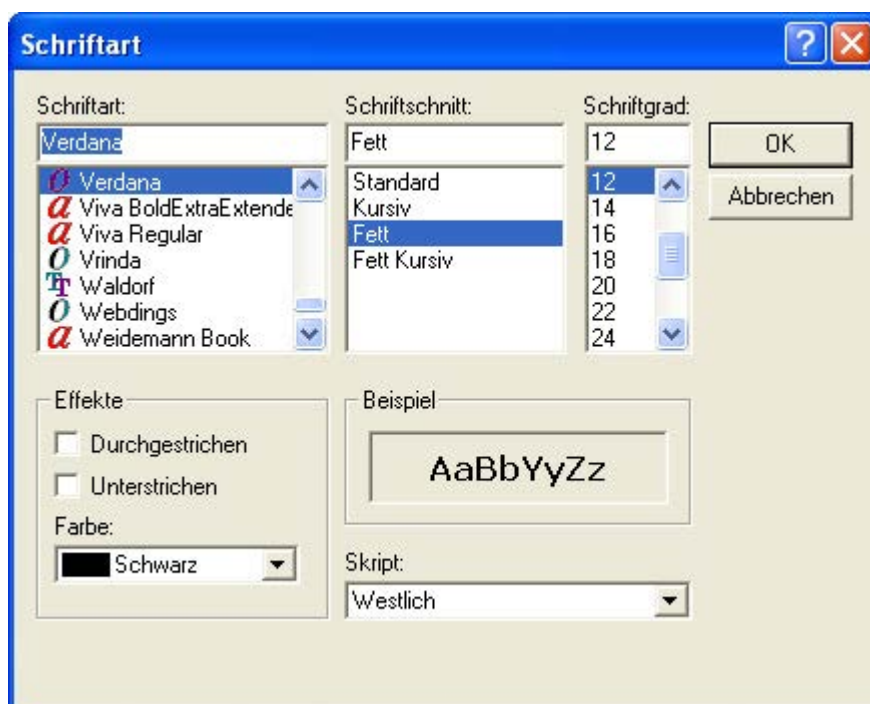 Schriftart
Schriftart:
Verdana
Verdana
Viva BoldExtraExtende
Viva Regular
Vrinda
Waldorf
Webdings
Weidemann Book
Schriftschnitt:
Fett
Standard
Kursiv
Fett
Fett Kursiv
Schriftgrad:
12
12
14
16
18
20
22
24
OK
Abbrechen
Effekte
Durchgestrichen
Unterstrichen
Farbe:
Schwarz
Beispiel
AaBbYyZz
Skript:
Westlich